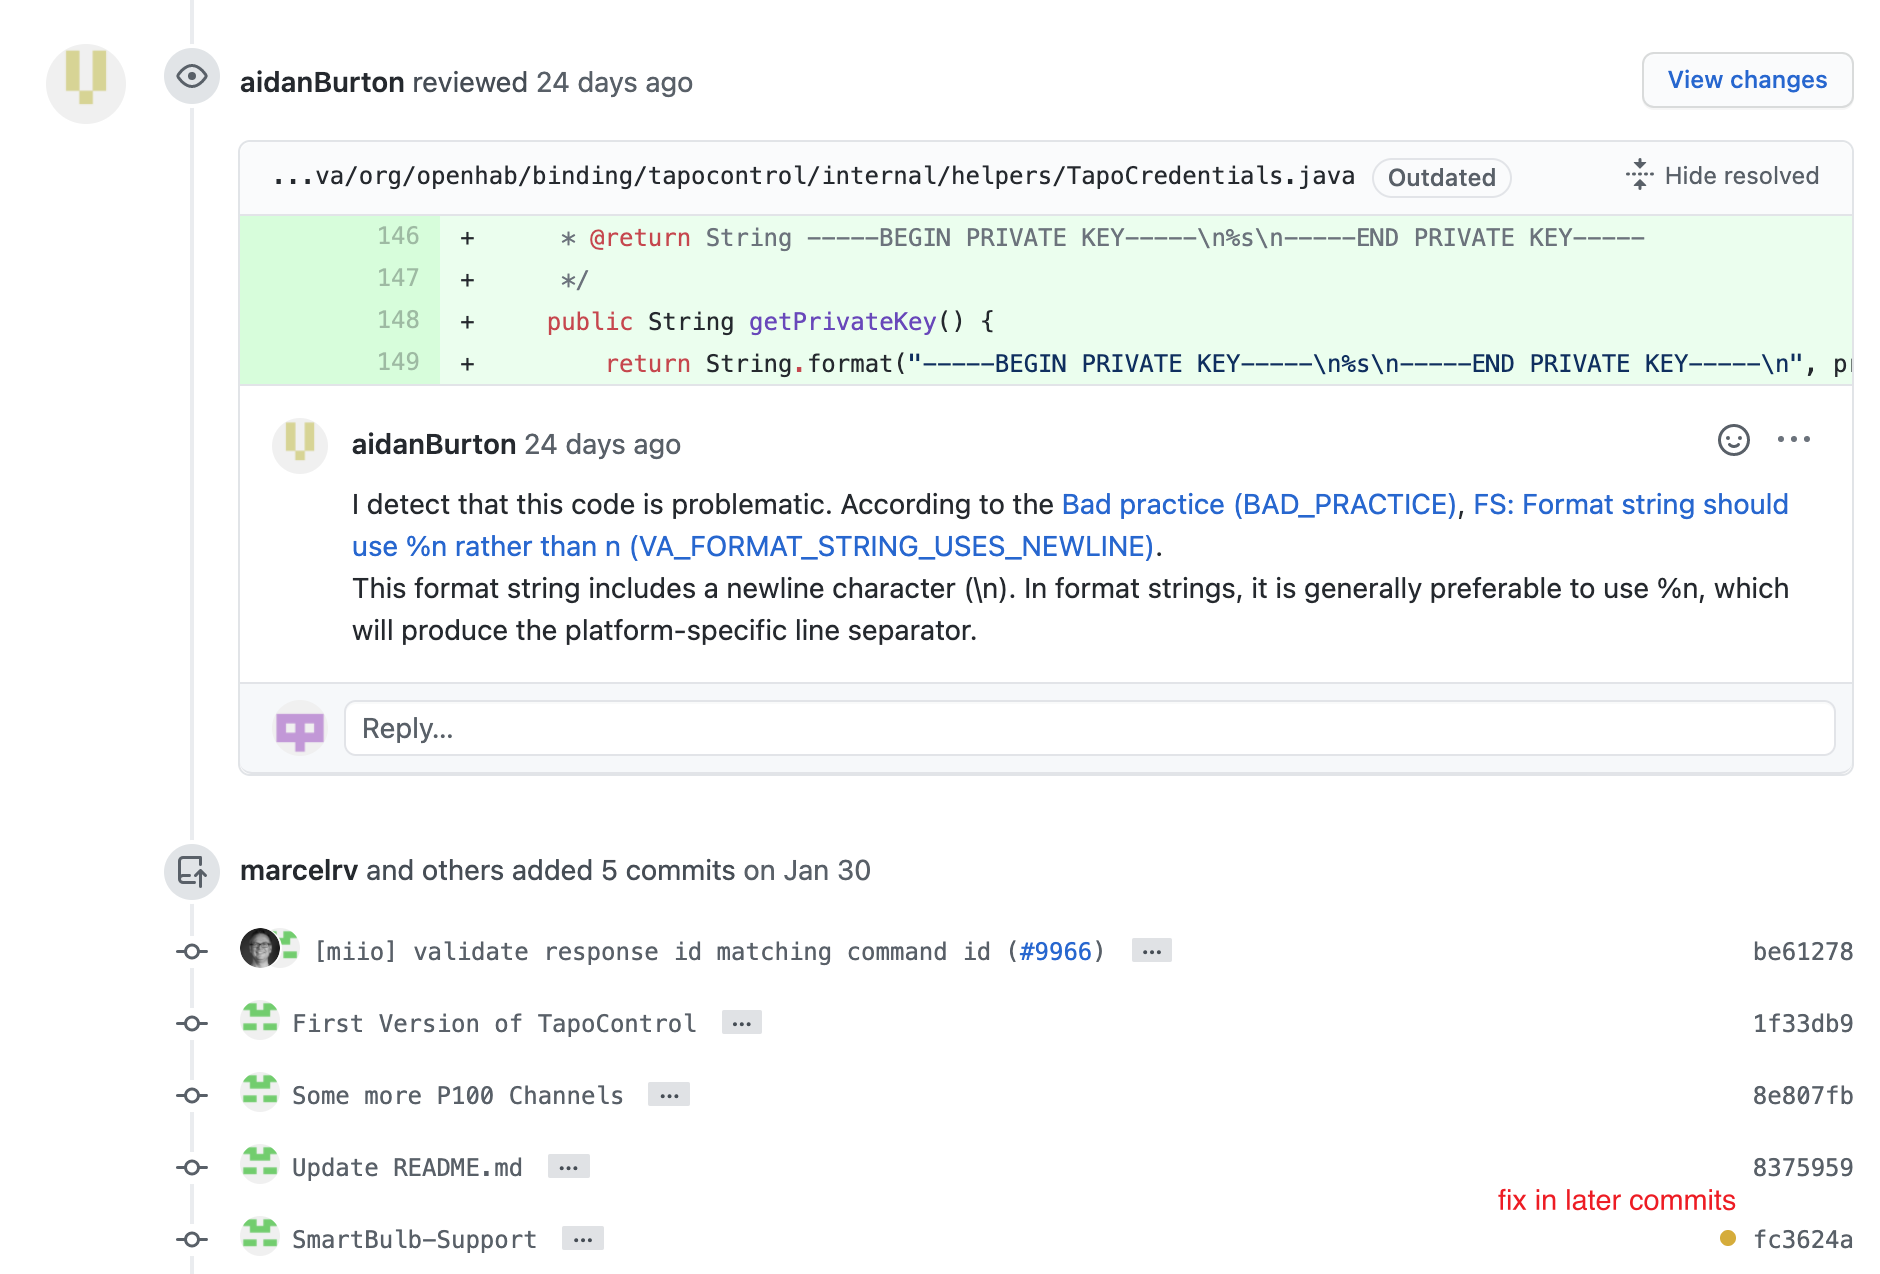 aidanBurton reviewed 24 days ago
View changes
...va/org/openhab/binding/tapocontrol/internal/helpers/TapoCredentials.java Outdated Hide resolved
146 + * @return String -----BEGIN PRIVATE KEY-----\n%s\n-----END PRIVATE KEY-----
147 + */
148 + public String getPrivateKey() {
149 + return String.format("-----BEGIN PRIVATE KEY-----\n%s\n-----END PRIVATE KEY-----\n", pr
aidanBurton 24 days ago
I detect that this code is problematic. According to the Bad practice (BAD_PRACTICE), FS: Format string should
use %n rather than n (VA_FORMAT_STRING_USES_NEWLINE).
This format string includes a newline character (\n). In format strings, it is generally preferable to use %n, which
will produce the platform-specific line separator.
Reply...
marcelrv and others added 5 commits on Jan 30
[miio] validate response id matching command id (#9966) ... be61278
First Version of TapoControl ... 1f33db9
Some more P100 Channels ... 8e807fb
Update README.md ... 8375959
fix in later commits
SmartBulb-Support ... fc3624a